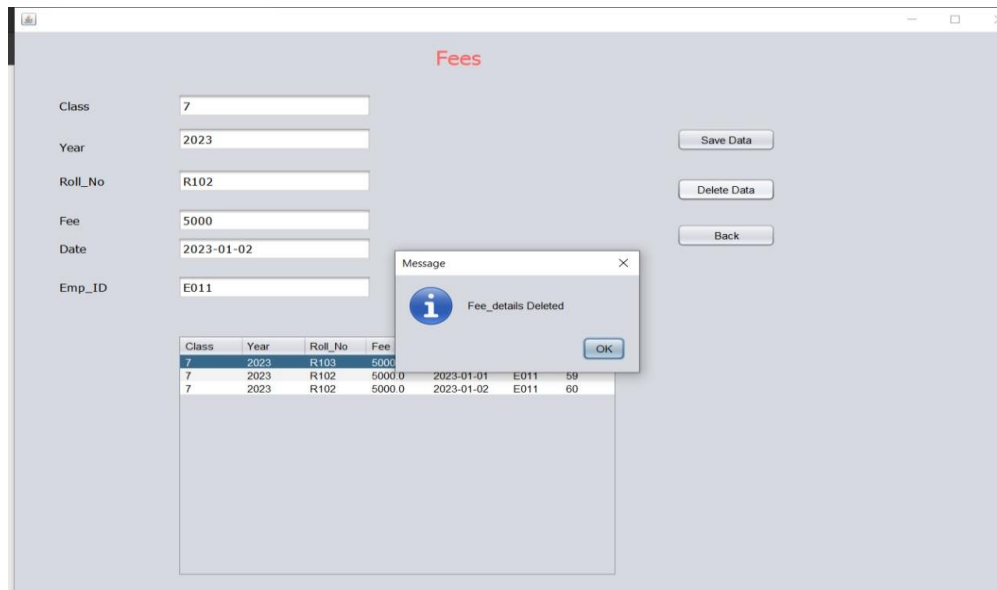 Fees
Class 7
Year 2023
Save Data
Roll_No R102
Delete Data
Fee 5000
Back
Date 2023-01-02
Message
Emp_ID E011
Fee_details Deleted
OK
Class Year Roll_No Fee
7 2023 R103 5000
7 2023 R102 5000.0 2023-01-01 E011 59
7 2023 R102 5000.0 2023-01-02 E011 60